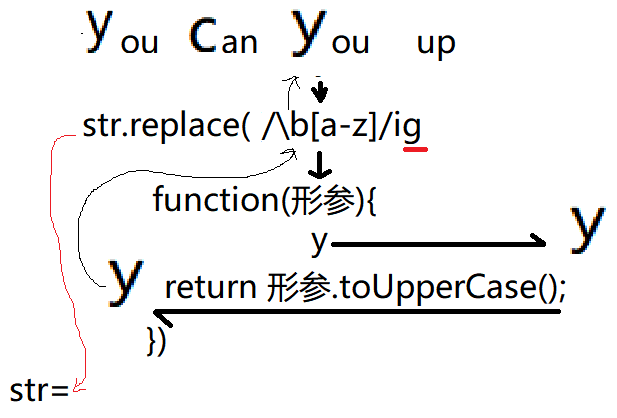 you can you up
str.replace( /\b[a-z]/ig
function(形参){
y y
y return 形参.toUpperCase();
})
str=